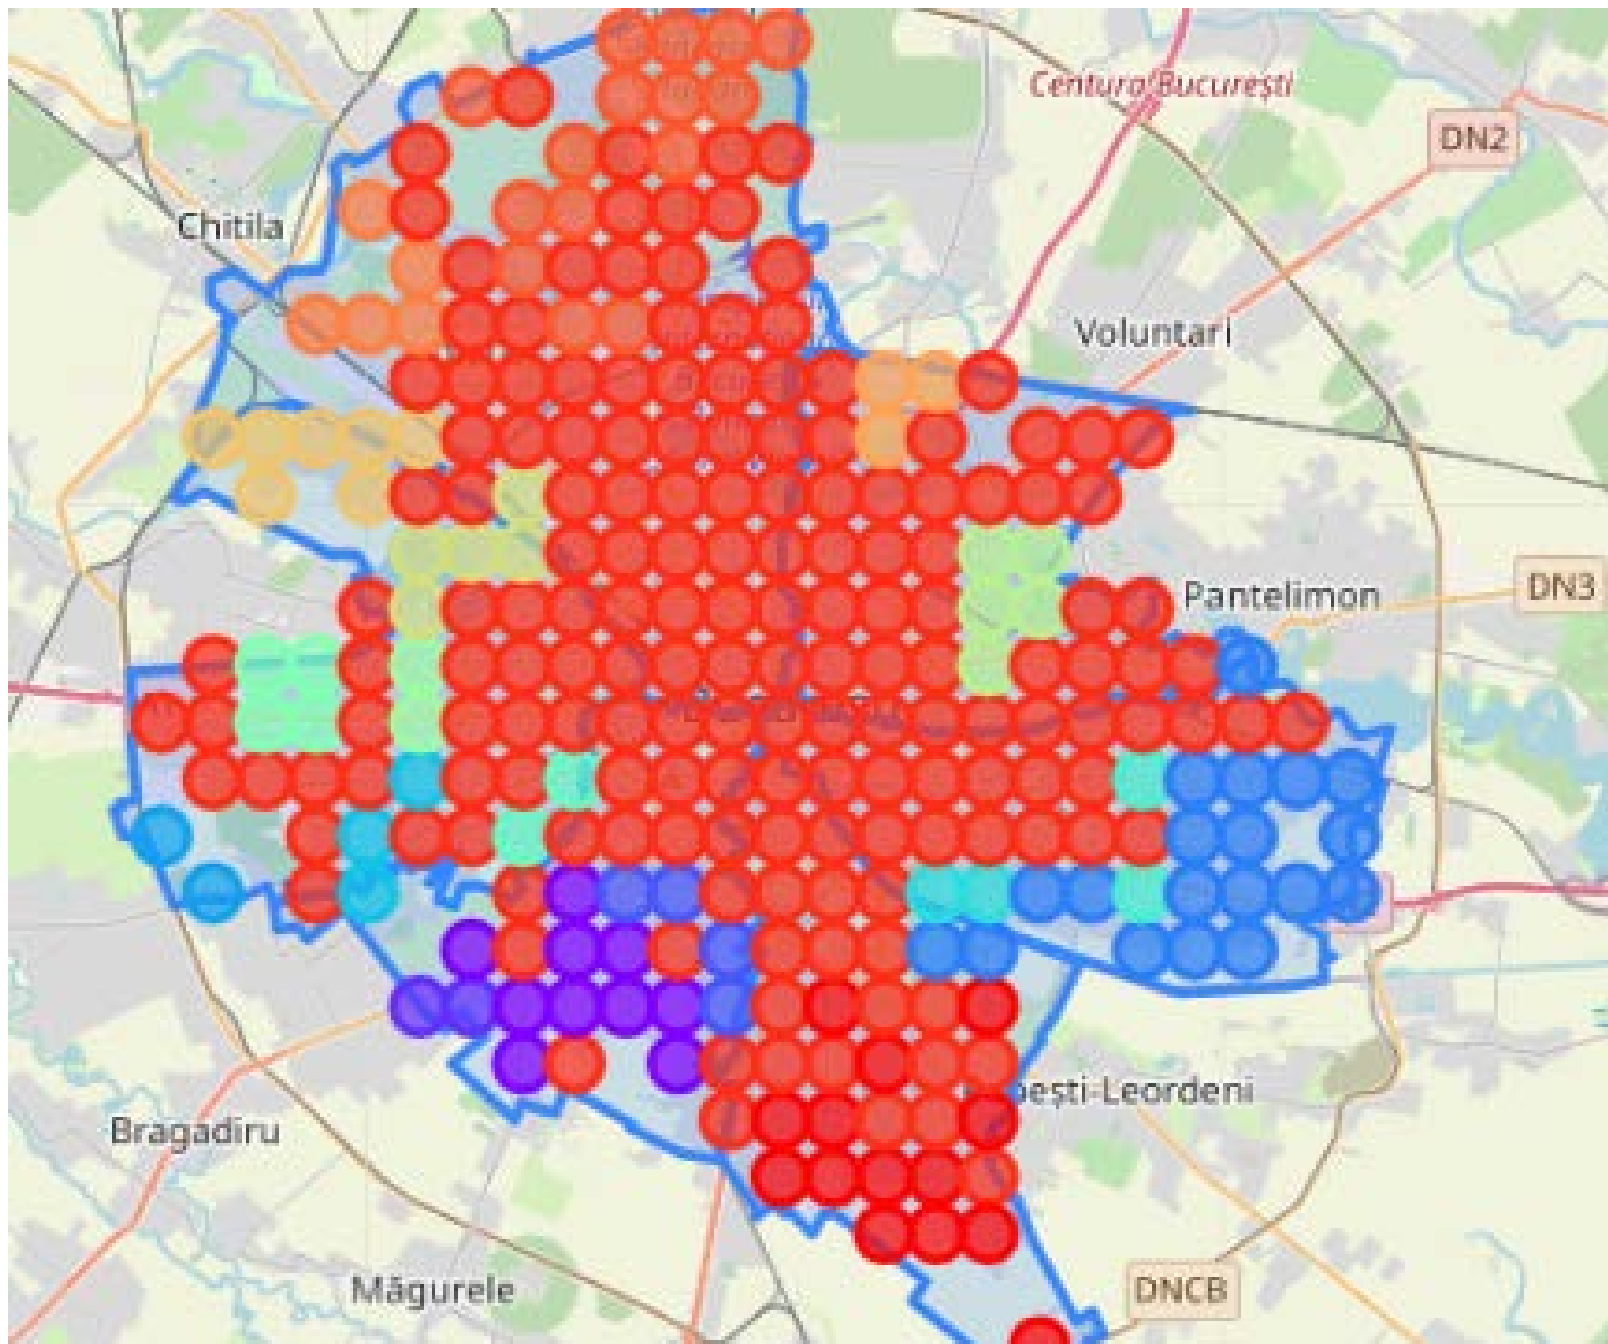 Centura București
DN2
Chitila
Voluntari
Pantelimon
DN3
ești-Leordeni
Bragadiru
Măgurele
DNCB